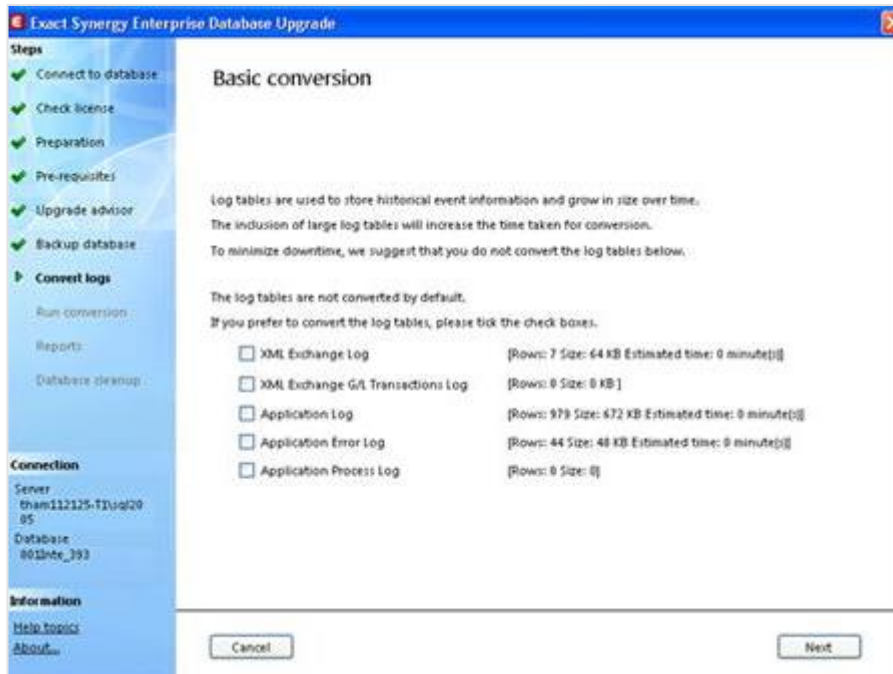 Exact Synergy Enterprise Database Upgrade
Steps
Connect to database
Check license
Preparation
Pre-requisites
Upgrade advisor
Backup database
Convert logs
Run conversion
Reports
Database cleanup
Connection
Server
tham112125-T1\sql20
05
Database
Information
Help topics
About...
Basic conversion
Log tables are used to store historical event information and grow in size over time.
The inclusion of large log tables will increase the time taken for conversion.
To minimize downtime, we suggest that you do not convert the log tables below.
The log tables are not converted by default.
If you prefer to convert the log tables, please tick the check boxes.
XML Exchange Log [Rows: 7 Size: 64 KB Estimated time: 0 minute(s)]
XML Exchange G/L Transactions Log [Rows: 0 Size: 0 KB ]
Application Log [Rows: 979 Size: 672 KB Estimated time: 0 minute(s)]
Application Error Log [Rows: 44 Size: 48 KB Estimated time: 0 minute(s)]
Application Process Log [Rows: 0 Size: 0]
Cancel
Next